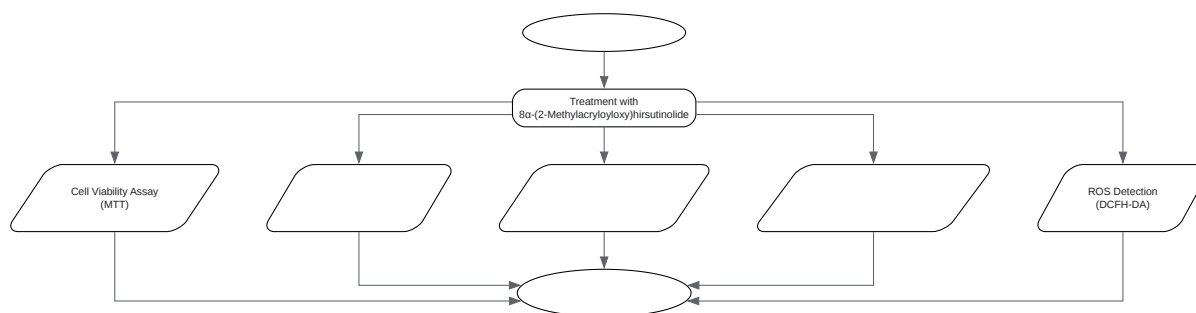 Treatment with
8α-(2-Methylacryloyloxy)hirsutinolide
Cell Viability Assay
(MTT)
ROS Detection
(DCFH-DA)